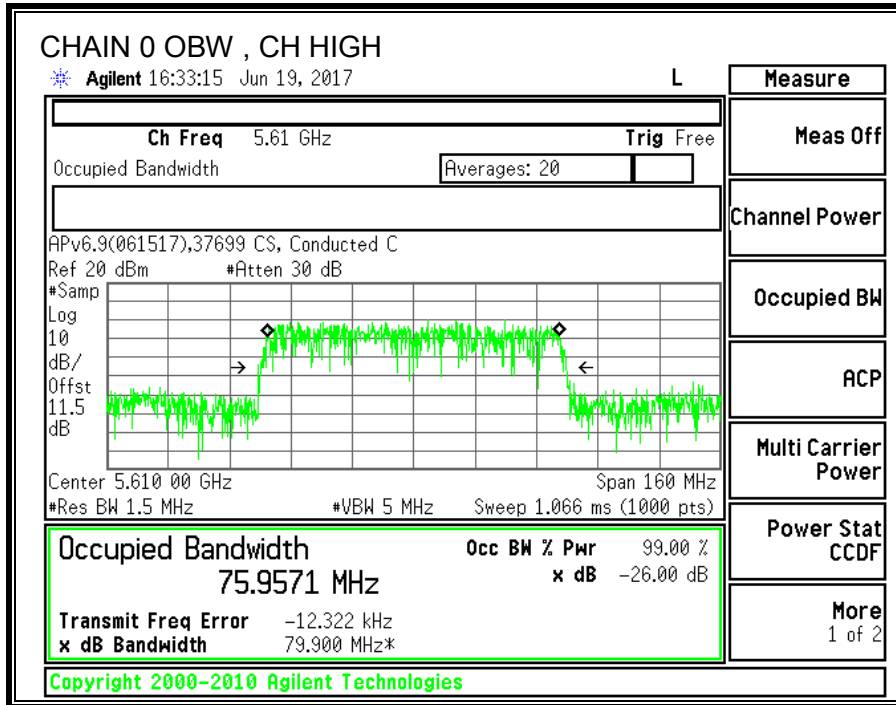 CHAIN 0 OBW , CH HIGH
Agilent 16:33:15 Jun 19, 2017 L
Measure
Ch Freq 5.61 GHz Trig Free
Occupied Bandwidth Averages: 20
APv6.9(061517),37699 CS, Conducted C
Ref 20 dBm #Atten 30 dB
#Samp
Log
10
dB/
Offst
11.5
dB
Center 5.610 00 GHz Span 160 MHz
#Res BW 1.5 MHz #VBW 5 MHz Sweep 1.066 ms (1000 pts)
Occupied Bandwidth Occ BW % Pwr 99.00 %
75.9571 MHz x dB -26.00 dB
Transmit Freq Error -12.322 kHz
x dB Bandwidth 79.900 MHz*
Meas Off
Channel Power
Occupied BW
ACP
Multi Carrier
Power
Power Stat
CCDF
More
1 of 2
Copyright 2000-2010 Agilent Technologies